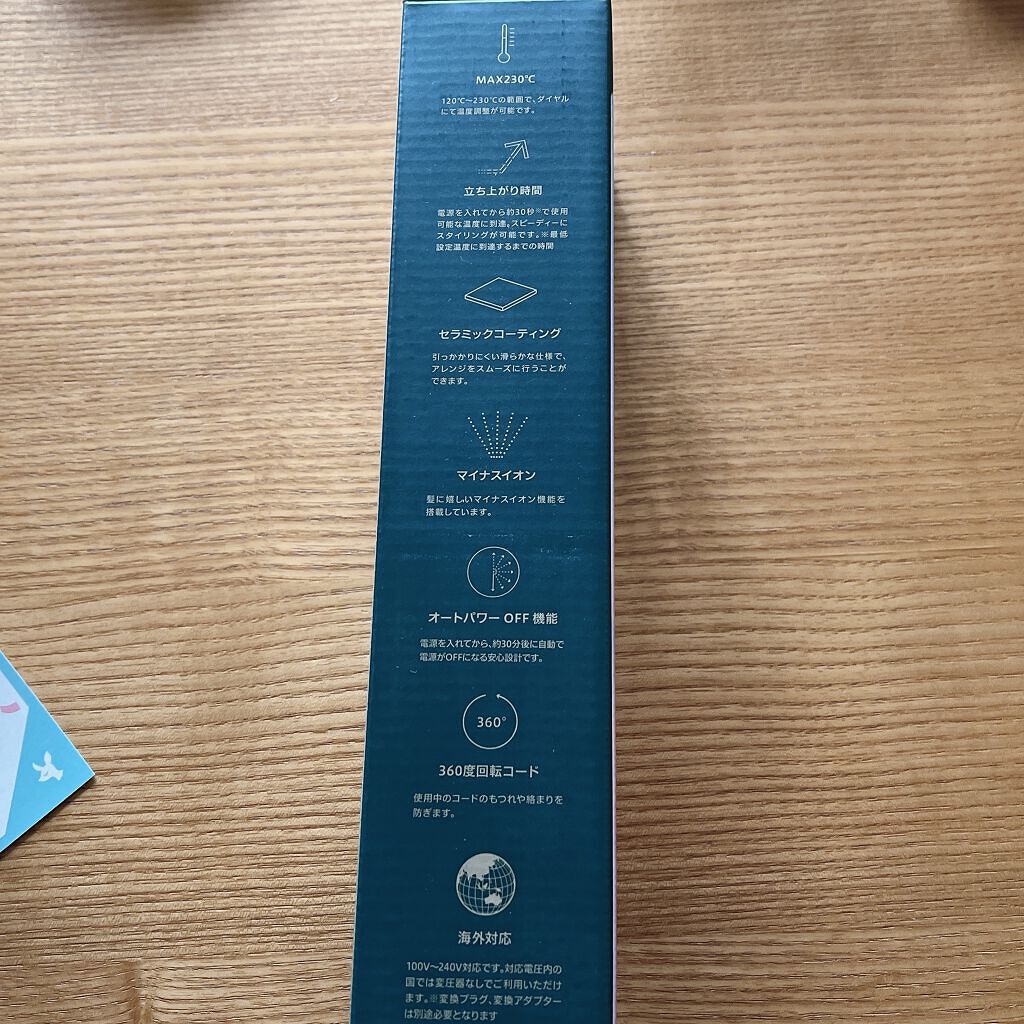 MAX230℃
120℃〜230℃の範囲で、ダイヤル
にて温度調整が可能です。
立ち上がり時間
電源を入れてから約30秒※で使用
可能な温度に到達。スピーディーに
スタイリングが可能です。※最低
設定温度に到達するまでの時間
セラミックコーティング
引っかかりにくい滑らかな仕様で、
アレンジをスムーズに行うことが
できます。
マイナスイオン
髪に嬉しいマイナスイオン機能を
搭載しています。
オートパワー OFF 機能
電源を入れてから、約30分後に自動で
電源がOFFになる安心設計です。
360°
360度回転コード
使用中のコードのもつれや絡まりを
防ぎます。
海外対応
100V〜240V対応です。対応電圧内の
国では変圧器なしでご利用いただけ
ます。※変換プラグ、変換アダプター
は別途必要となります